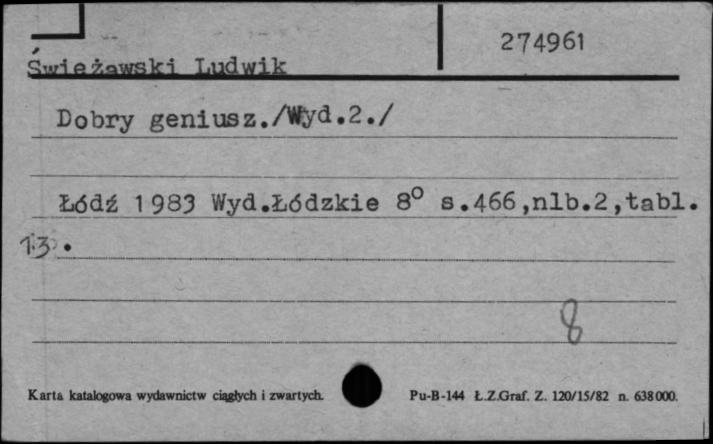 274961
Świeżawski Ludwik
Dobry geniusz./Wyd.2./
Łódź 1983 Wyd.Łódzkie 8° s.466,nlb.2,tabl.
13.
8
Karta katalogowa wydawnictw ciągłych i zwartych. Pu-B-144 Ł.Z.Graf. Z. 120/15/82 n. 638000.